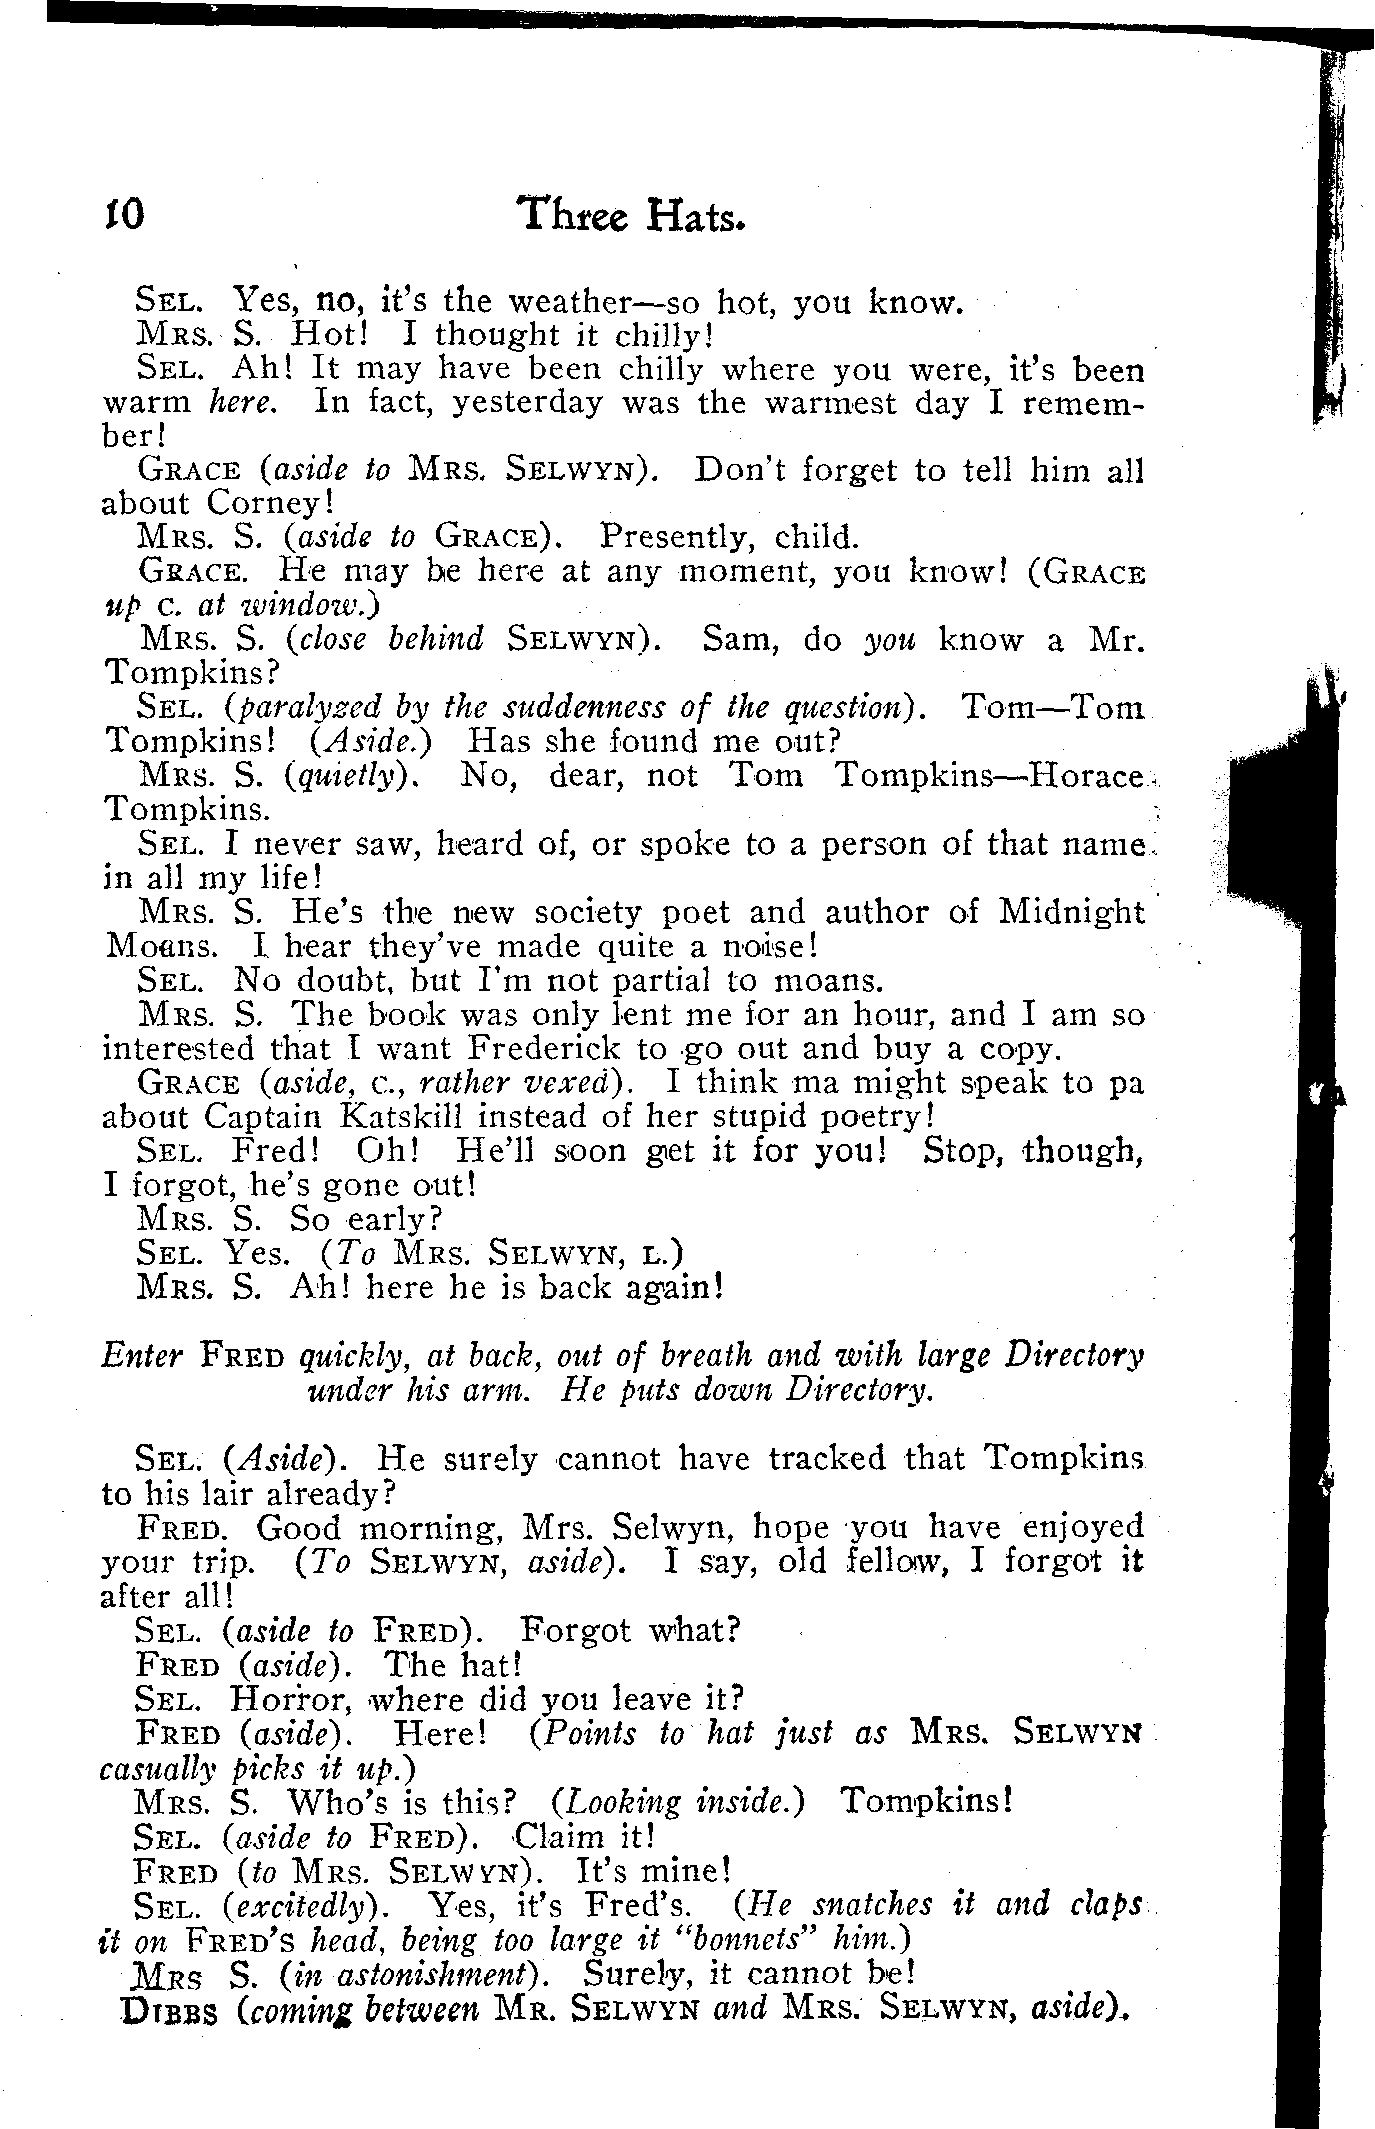 10 Three Hats.
SEL. Yes, no, it's the weather—so hot, you know.
MRS. S. Hot! I thought it chilly!
SEL. Ah! It may have been chilly where you were, it's been
warm here. In fact, yesterday was the warmest day I remem-
ber!
GRACE (aside to MRS. SELWYN). Don't forget to tell him all
about Corney!
MRS. S. (aside to GRACE). Presently, child.
GRACE. He may be here at any moment, you know! (GRACE
up C. at window.)
MRS. S. (close behind SELWYN). Sam, do you know a Mr.
Tompkins?
SEL. (paralyzed by the suddenness of the question). Tom—Tom
Tompkins! (Aside.) Has she found me out?
MRS. S. (quietly). No, dear, not Tom Tompkins—Horace
Tompkins.
SEL. I never saw, heard of, or spoke to a person of that name
in all my life!
MRS. S. He's the new society poet and author of Midnight
Moans. I hear they've made quite a noise!
SEL. No doubt, but I'm not partial to moans.
MRS. S. The book was only lent me for an hour, and I am so
interested that I want Frederick to go out and buy a copy.
GRACE (aside, C., rather vexed). I think ma might speak to pa
about Captain Katskill instead of her stupid poetry!
SEL. Fred! Oh! He'll soon get it for you! Stop, though,
I forgot, he's gone out!
MRS. S. So early?
SEL. Yes. (To MRS. SELWYN, L.)
MRS. S. Ah! here he is back again!
Enter FRED quickly, at back, out of breath and with large Directory
under his arm. He puts down Directory.
SEL. (Aside). He surely cannot have tracked that Tompkins
to his lair already?
FRED. Good morning, Mrs. Selwyn, hope you have enjoyed
your trip. (To SELWYN, aside). I say, old fellow, I forgot it
after all!
SEL. (aside to FRED). Forgot what?
FRED (aside). The hat!
SEL. Horror, where did you leave it?
FRED (aside). Here! (Points to hat just as MRS. SELWYN
casually picks it up.)
MRS. S. Who's is this? (Looking inside.) Tompkins!
SEL. (aside to FRED). Claim it!
FRED (to MRS. SELWYN). It's mine!
SEL. (excitedly). Yes, it's Fred's. (He snatches it and claps
it on FRED'S head, being too large it "bonnets" him.)
MRS S. (in astonishment). Surely, it cannot be!
DIBBS (coming between MR. SELWYN and MRS. SELWYN, aside).